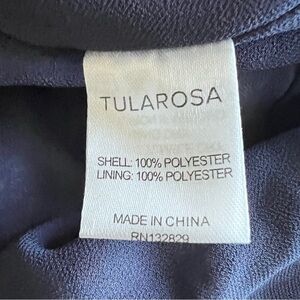 TULAROSA
SHELL: 100% POLYESTER
LINING: 100% POLYESTER
MADE IN CHINA
RN132829